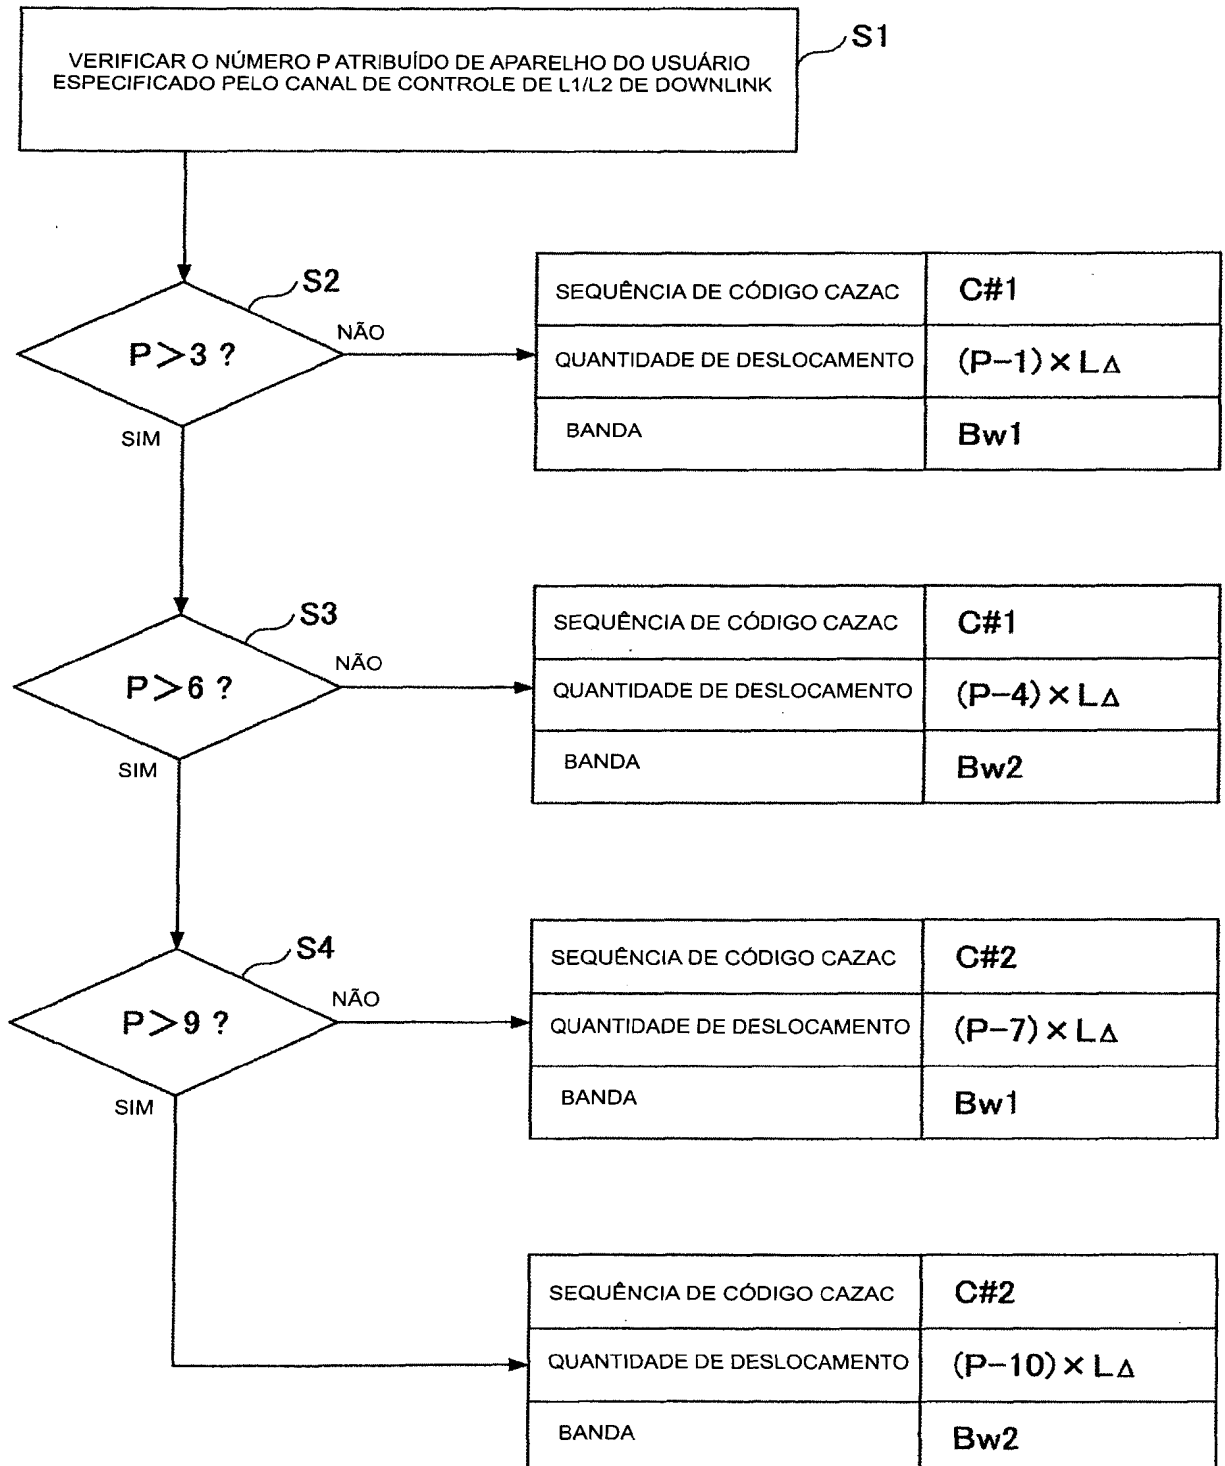 S1
VERIFICAR O NÚMERO P ATRIBUÍDO DE APARELHO DO USUÁRIO
ESPECIFICADO PELO CANAL DE CONTROLE DE L1/L2 DE DOWNLINK
S2
P>3 ?
NÃO
SIM
SEQUÊNCIA DE CÓDIGO CAZAC C#1
QUANTIDADE DE DESLOCAMENTO (P-1)×LΔ
BANDA Bw1
S3
P>6 ?
NÃO
SIM
SEQUÊNCIA DE CÓDIGO CAZAC C#1
QUANTIDADE DE DESLOCAMENTO (P-4)×LΔ
BANDA Bw2
S4
P>9 ?
NÃO
SIM
SEQUÊNCIA DE CÓDIGO CAZAC C#2
QUANTIDADE DE DESLOCAMENTO (P-7)×LΔ
BANDA Bw1
SEQUÊNCIA DE CÓDIGO CAZAC C#2
QUANTIDADE DE DESLOCAMENTO (P-10)×LΔ
BANDA Bw2